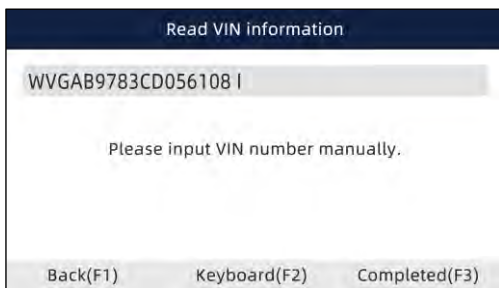 Read VIN information
WVGAB9783CD056108
Please input VIN number manually.
Back(F1) Keyboard(F2) Completed(F3)